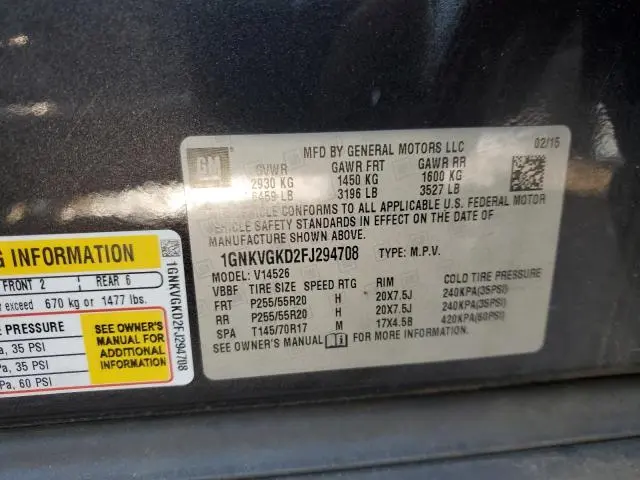 GM
MFD BY GENERAL MOTORS LLC
02/15
GVWR GAWR FRT GAWR RR
2930 KG 1450 KG 1600 KG
6459 LB 3196 LB 3527 LB
VEHICLE CONFORMS TO ALL APPLICABLE U.S. FEDERAL MOTOR
VEHICLE SAFETY STANDARDS IN EFFECT ON THE DATE OF
MANUFACTURE SHOWN ABOVE.
1GNKVGKD2FJ294708 TYPE: M.P.V.
MODEL: V14526
VBBF TIRE SIZE SPEED RTG RIM COLD TIRE PRESSURE
FRT P255/55R20 H 20X7.5J 240KPA(35PSI)
RR P255/55R20 H 20X7.5J 240KPA(35PSI)
SPA T145/70R17 M 17X4.5B 420KPA(60PSI)
SEE OWNER'S MANUAL FOR MORE INFORMATION.
G INFORMATION
FRONT 2 REAR 6
exceed 670 kg or 1477 lbs.
PRESSURE
a, 35 PSI
a, 35 PSI
Pa, 60 PSI
SEE OWNER'S
MANUAL FOR
ADDITIONAL
INFORMATION
1GNKVGKD2FJ294708